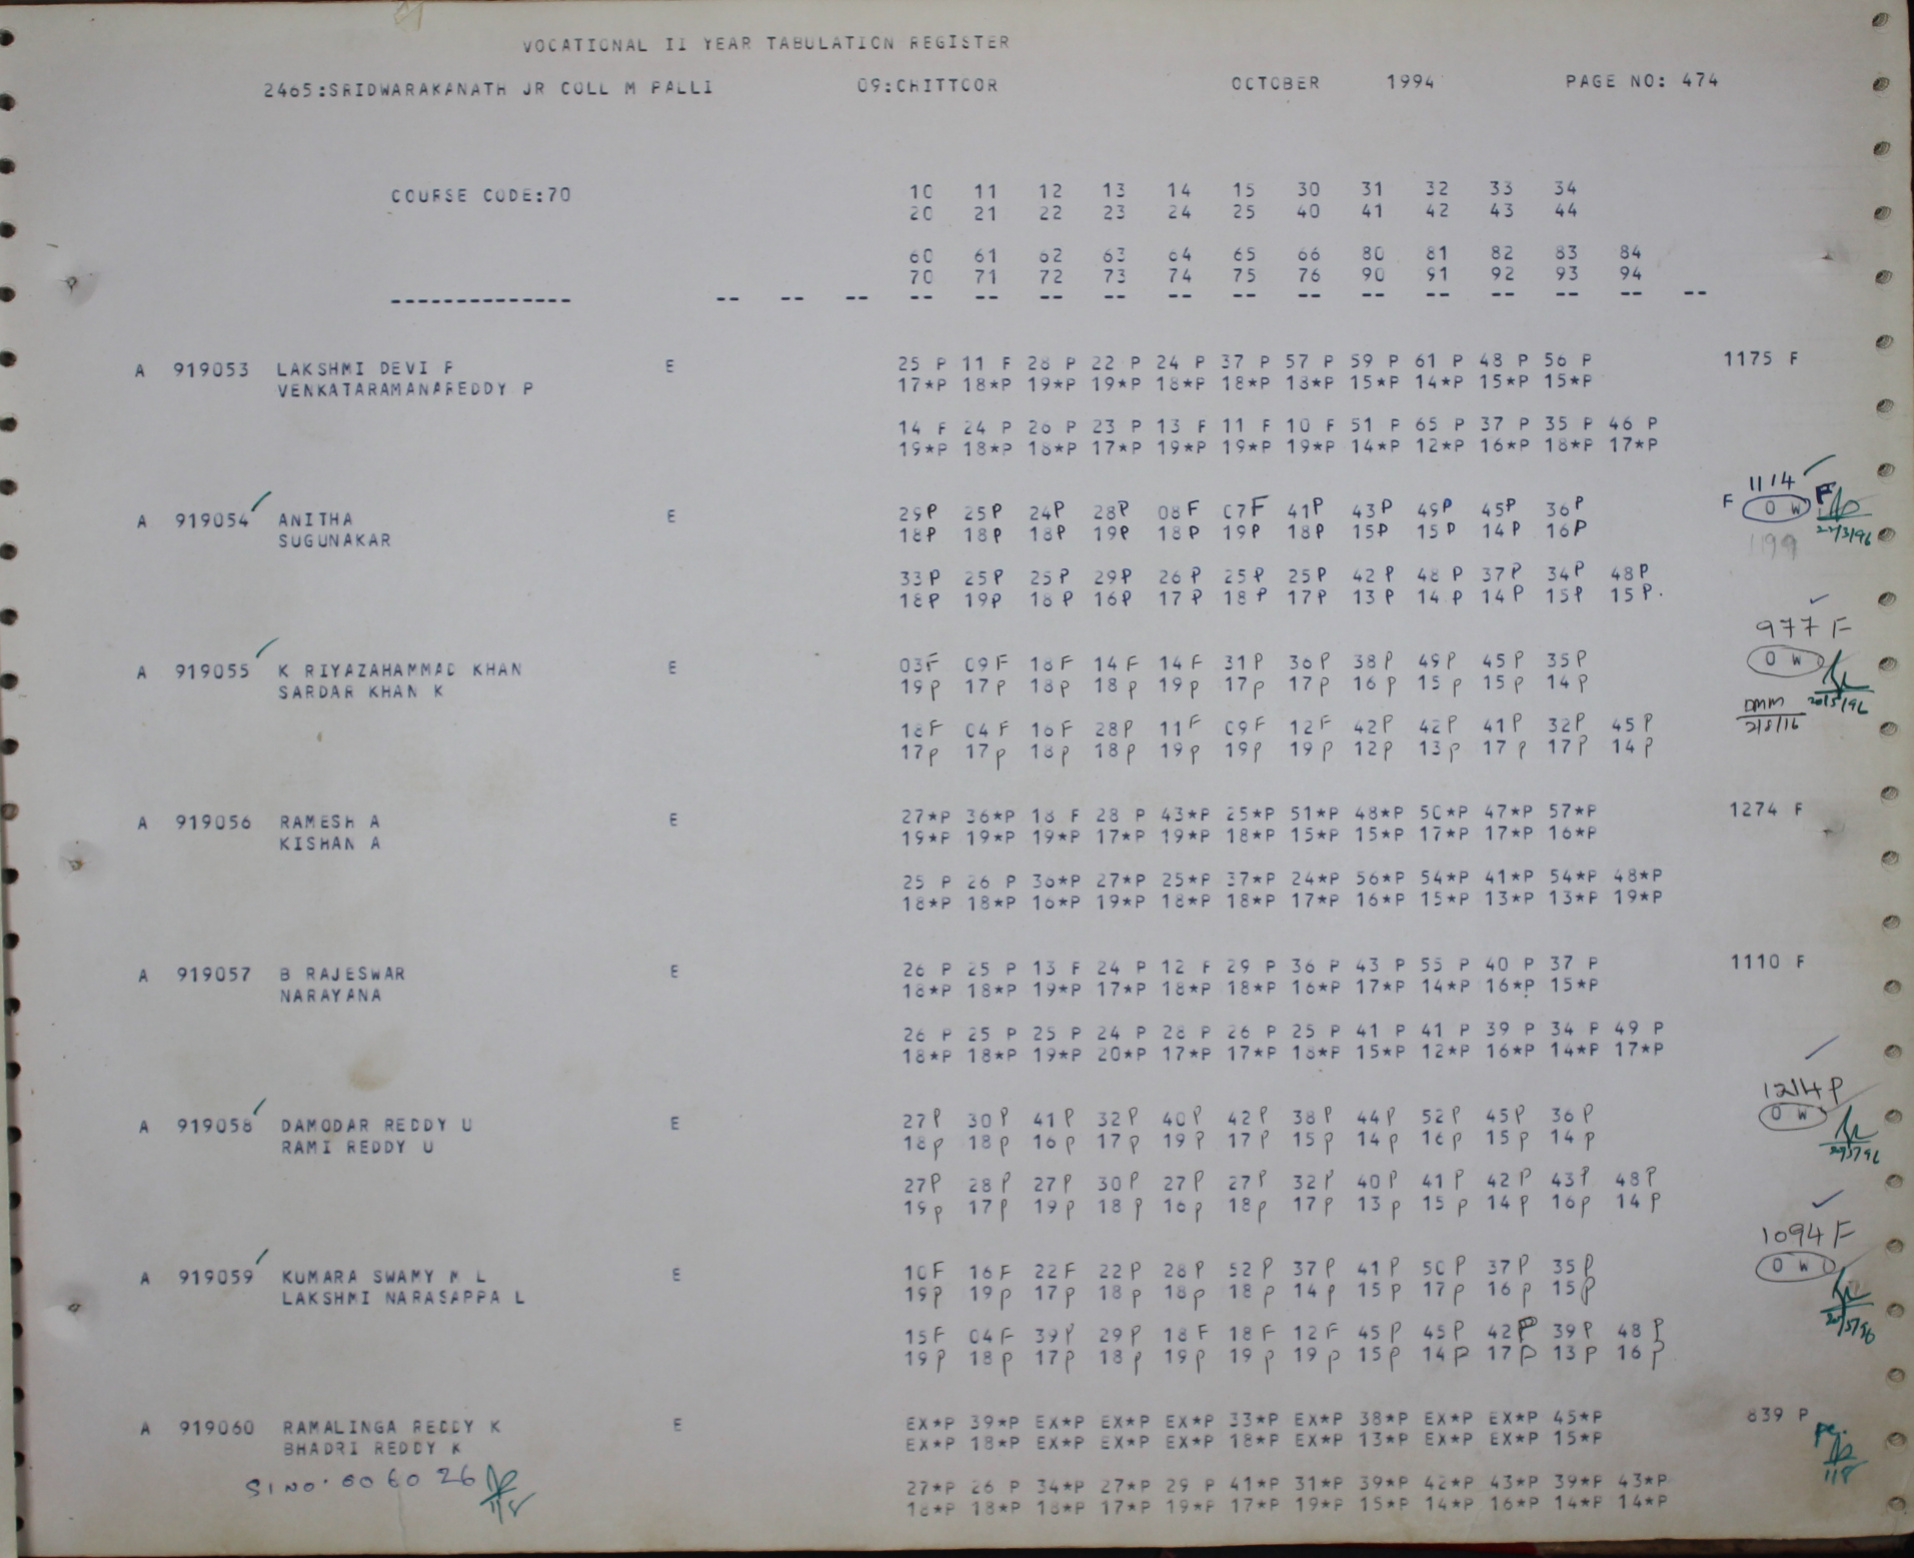 VOCATIONAL II YEAR TABULATION REGISTER
2465:SRIDWARAKANATH JR COLL M PALLI 09:CHITTOOR OCTOBER 1994 PAGE NO: 474
COURSE CODE:70 10 11 12 13 14 15 30 31 32 33 34
20 21 22 23 24 25 40 41 42 43 44
60 61 62 63 64 65 66 80 81 82 83 84
70 71 72 73 74 75 76 90 91 92 93 94
-------------- -- -- -- -- -- -- -- -- -- -- -- -- -- -- -- --
A 919053 LAKSHMI DEVI P E 25 P 11 F 28 P 22 P 24 P 37 P 57 P 59 P 61 P 48 P 56 P 1175 F
VENKATARAMANAREDDY P 17*P 18*P 19*P 19*P 18*P 18*P 18*P 15*P 14*P 15*P 15*P
14 F 24 P 26 P 23 P 13 F 11 F 10 F 51 P 65 P 37 P 35 P 46 P
19*P 18*P 18*P 17*P 19*P 19*P 19*P 14*P 12*P 16*P 18*P 17*P
1114 F
A 919054 ANITHA E 29P 25P 24P 28P 08F 07F 41P 43P 49P 45P 36P F O W
SUGUNAKAR 18P 18P 18P 19P 18P 19P 18P 15P 15P 14P 16P 22/3/96
1199
33P 25P 25P 29P 26P 25P 25P 42P 48P 37P 34P 48P
18P 19P 18P 16P 17P 18P 17P 13P 14P 14P 15P 15P.
977 F
A 919055 K RIYAZAHAMMAD KHAN E 03F 09F 18F 14F 14F 31P 36P 38P 49P 45P 35P O W
SARDAR KHAN K 19P 17P 18P 18P 19P 17P 17P 16P 15P 15P 14P
DMM
18F 04F 16F 28P 11F 09F 12F 42P 42P 41P 32P 45P
17P 17P 18P 18P 19P 19P 19P 12P 13P 17P 17P 14P
A 919056 RAMESH A E 27*P 36*P 18 F 28 P 43*P 25*P 51*P 48*P 50*P 47*P 57*P 1274 F
KISHAN A 19*P 19*P 19*P 17*P 19*P 18*P 15*P 15*P 17*P 17*P 16*P
25 P 26 P 36*P 27*P 25*P 37*P 24*P 56*P 54*P 41*P 54*P 48*P
18*P 18*P 16*P 19*P 18*P 18*P 17*P 16*P 15*P 13*P 13*P 19*P
A 919057 B RAJESWAR E 26 P 25 P 13 F 24 P 12 F 29 P 36 P 43 P 55 P 40 P 37 P 1110 F
NARAYANA 18*P 18*P 19*P 17*P 18*P 18*P 16*P 17*P 14*P 16*P 15*P
26 P 25 P 25 P 24 P 28 P 26 P 25 P 41 P 41 P 39 P 34 P 49 P
18*P 18*P 19*P 20*P 17*P 17*P 18*P 15*P 12*P 16*P 14*P 17*P
1214P
A 919058 DAMODAR REDDY U E 27P 30P 41P 32P 40P 42P 38P 44P 52P 45P 36P O W
RAMI REDDY U 18P 18P 16P 17P 19P 17P 15P 14P 16P 15P 14P
27P 28P 27P 30P 27P 27P 32P 40P 41P 42P 43P 48P
19P 17P 19P 18P 16P 18P 17P 13P 15P 14P 16P 14P
1094F
A 919059 KUMARA SWAMY M L E 10F 16F 22F 22P 28P 52P 37P 41P 50P 37P 35P O W
LAKSHMI NARASAPPA L 19P 19P 17P 18P 18P 18P 14P 15P 17P 16P 15P
15F 04F 39P 29P 18F 18F 12F 45P 45P 42P 39P 48P
19P 18P 17P 18P 19P 19P 19P 15P 14P 17P 13P 16P
A 919060 RAMALINGA REDDY K E EX*P 39*P EX*P EX*P EX*P 33*P EX*P 38*P EX*P EX*P 45*P 839 P
BHADRI REDDY K EX*P 18*P EX*P EX*P EX*P 18*P EX*P 13*P EX*P EX*P 15*P
SI NO. 006026
27*P 26 P 34*P 27*P 29 P 41*P 31*P 39*P 42*P 43*P 39*P 43*P
18*P 18*P 18*P 17*P 19*P 17*P 19*P 15*P 14*P 16*P 14*P 14*P